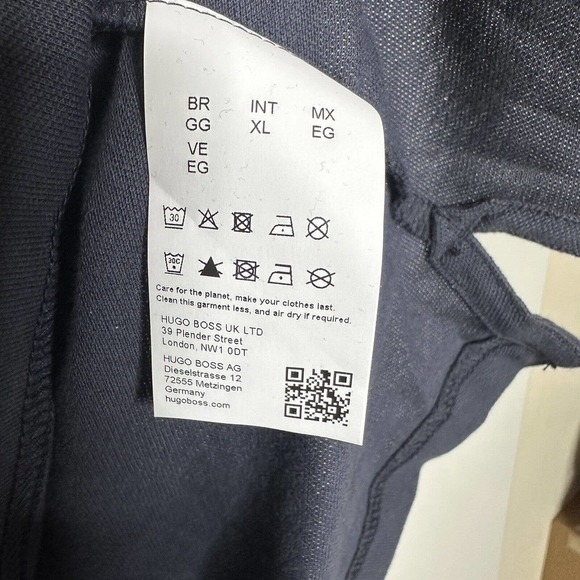 BR INT MX
GG XL EG
VE
EG
30
30C
Care for the planet, make your clothes last.
Clean this garment less, and air dry if required.
HUGO BOSS UK LTD
39 Plender Street
London, NW1 0DT
HUGO BOSS AG
Dieselstrasse 12
72555 Metzingen
Germany
hugoboss.com